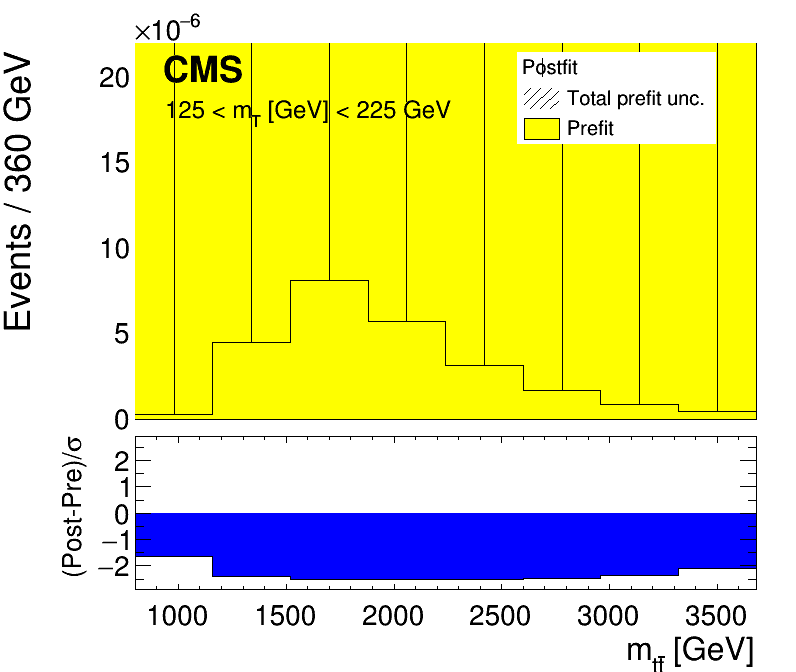 ×10⁻⁶
CMS
125 < m_T [GeV] < 225 GeV
Postfit
Total prefit unc.
Prefit
Events / 360 GeV
20
15
10
5
0
(Post-Pre)/σ
2
1
0
−1
−2
1000 1500 2000 2500 3000 3500
m_tt̄ [GeV]